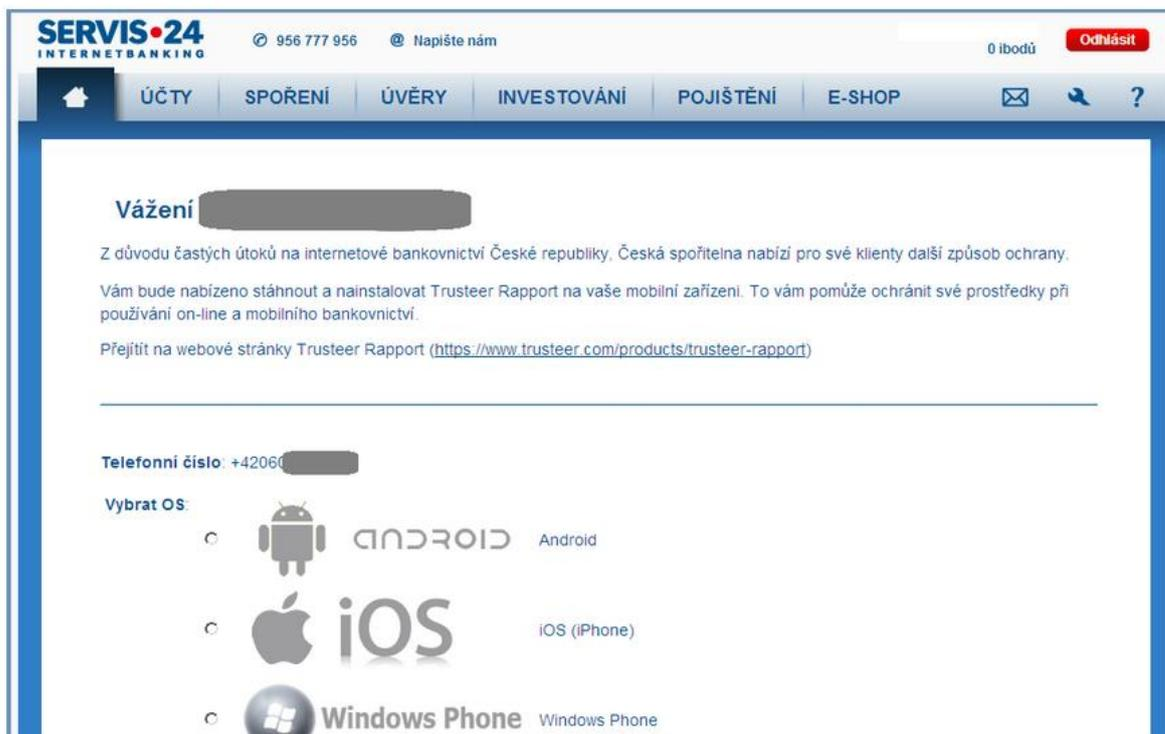 SERVIS•24
INTERNETBANKING
✆ 956 777 956 @ Napište nám
0 ibodů
Odhlásit
ÚČTY SPOŘENÍ ÚVĚRY INVESTOVÁNÍ POJIŠTĚNÍ E-SHOP ?
Vážení
Z důvodu častých útoků na internetové bankovnictví České republiky, Česká spořitelna nabízí pro své klienty další způsob ochrany.
Vám bude nabízeno stáhnout a nainstalovat Trusteer Rapport na vaše mobilní zařízeni. To vám pomůže ochránit své prostředky při
používání on-line a mobilního bankovnictví.
Přejítít na webové stránky Trusteer Rapport (https://www.trusteer.com/products/trusteer-rapport)
Telefonní číslo: +42060
Vybrat OS:
android Android
iOS iOS (iPhone)
Windows Phone Windows Phone